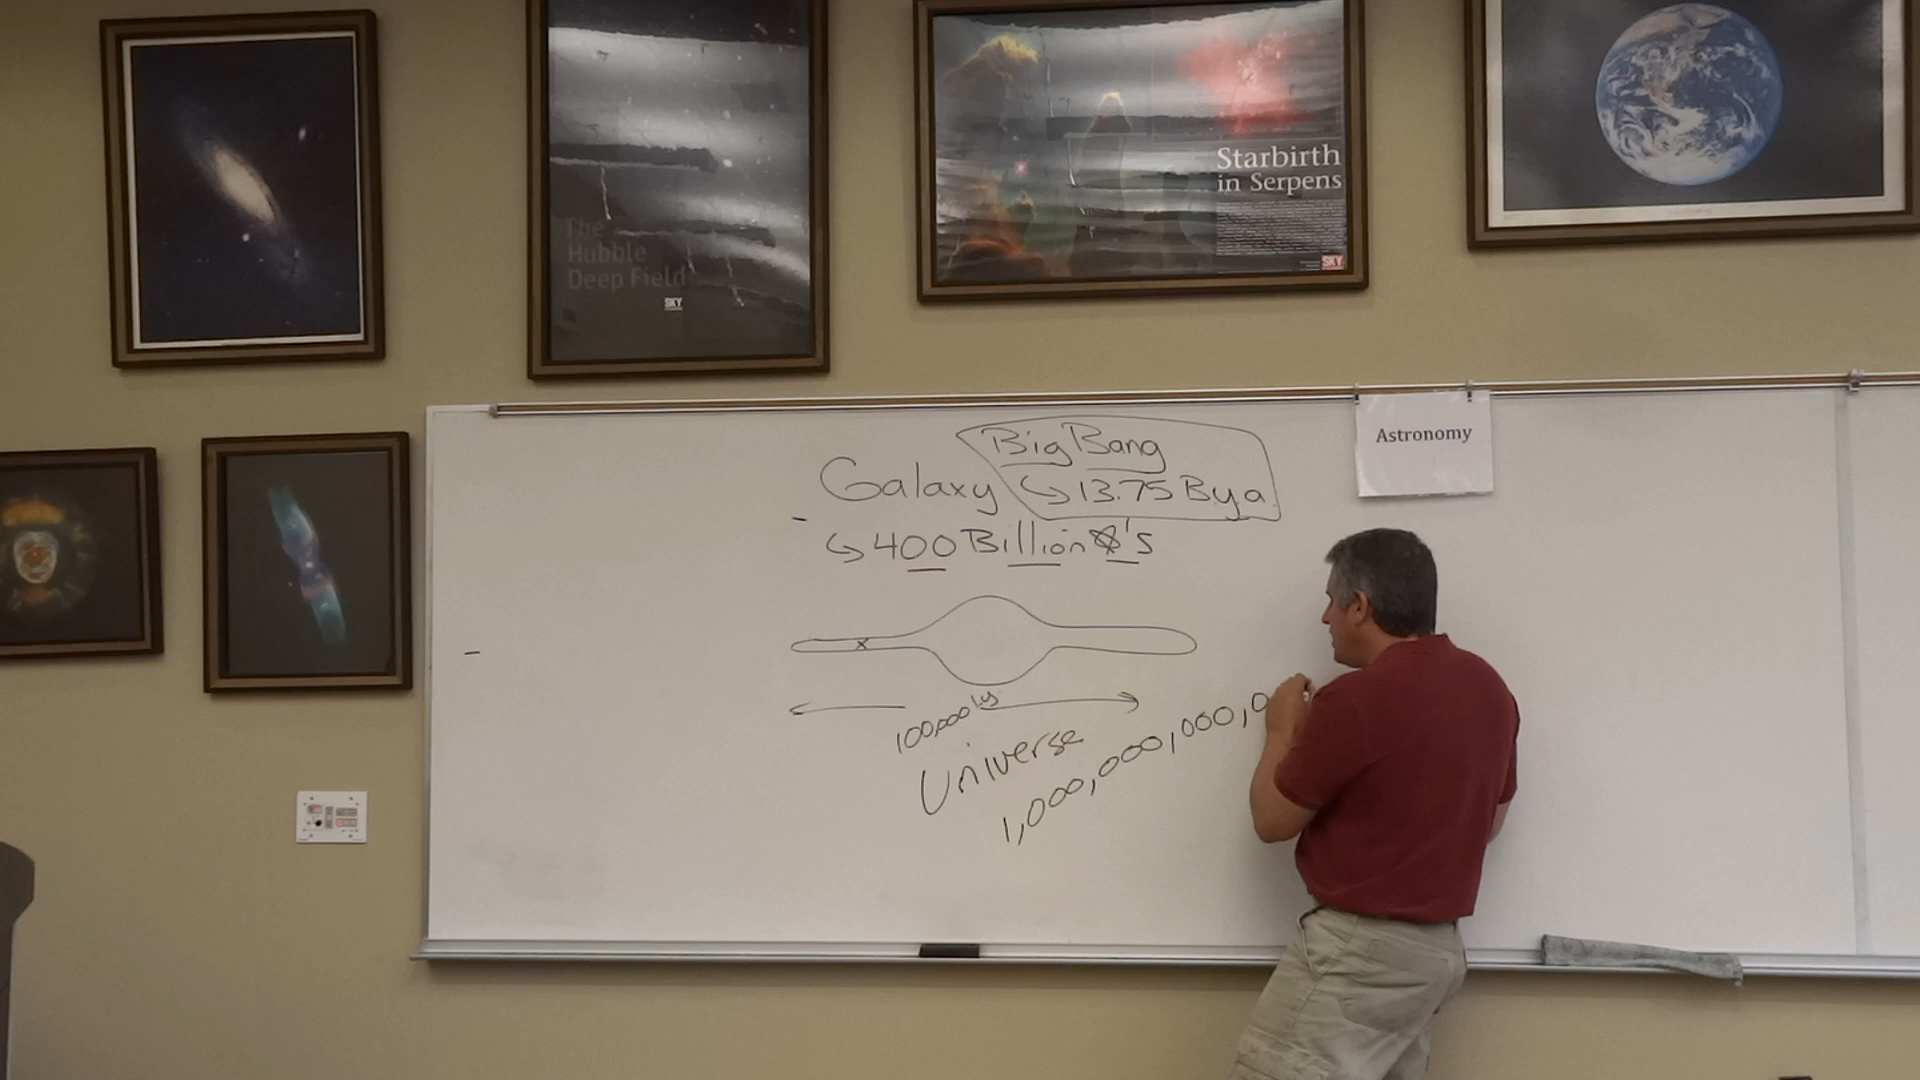 The
Hubble
Deep Field
SKY
Starbirth
in Serpens
SKY
Astronomy
Big Bang
Galaxy ↳ 13.75 Bya
↳ 400 Billion ☆'s
x
100,000 Ly
Universe
1,000,000,000,0